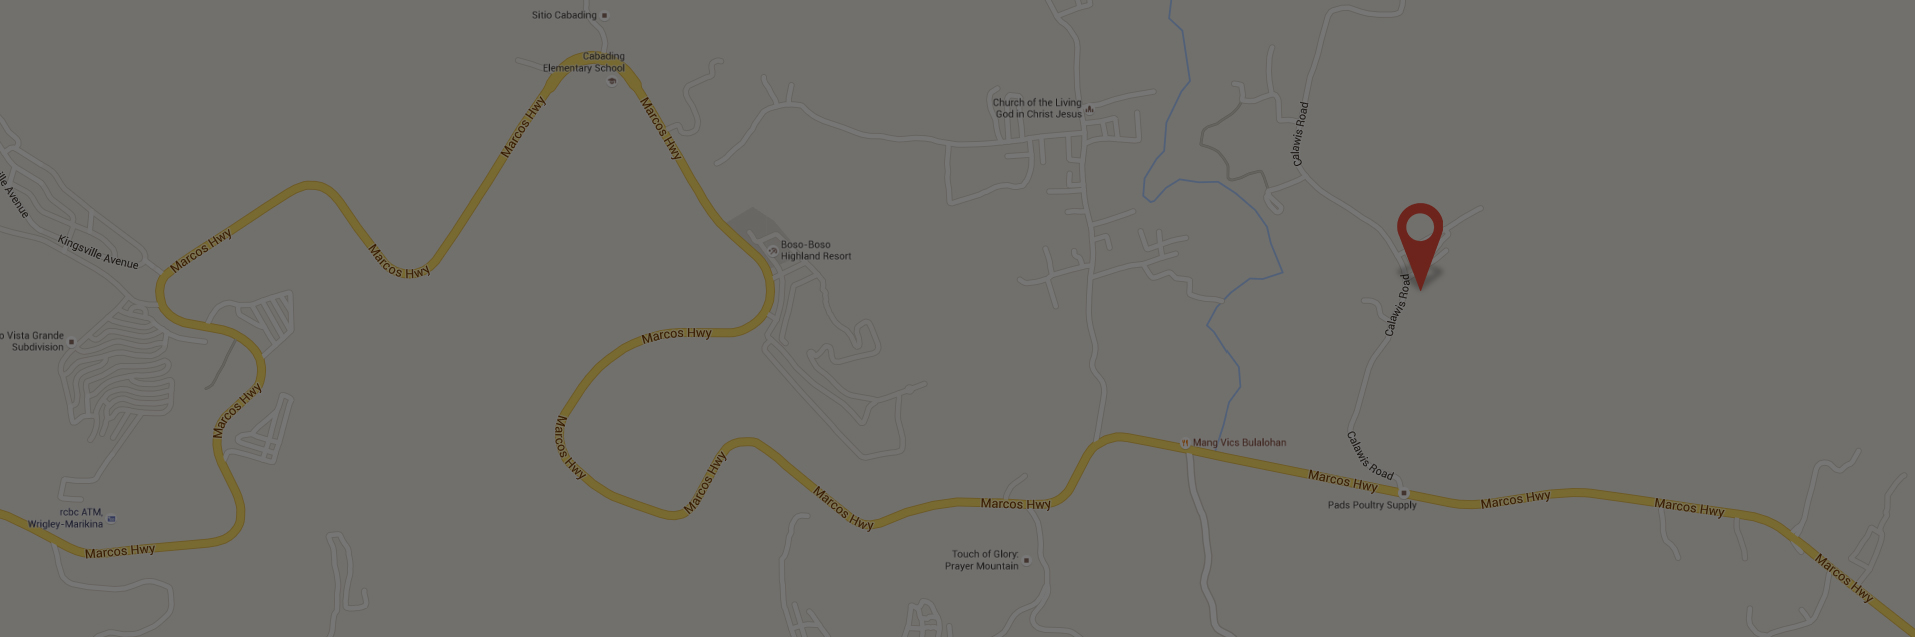 Sitio Cabading
Cabading
Elementary School
Marcos Hwy
Marcos Hwy
Church of the Living
God in Christ Jesus
Calawis Road
ville Avenue
Kingsville Avenue
Marcos Hwy
Marcos Hwy
Boso-Boso
Highland Resort
Calawis Road
o Vista Grande
Subdivision
Marcos Hwy
Marcos Hwy
Marcos Hwy
Mang Vics Bulalohan
Calawis Road
Marcos Hwy
Marcos Hwy
Marcos Hwy
Marcos Hwy
Pads Poultry Supply
Marcos Hwy
Marcos Hwy
rcbc ATM,
Wrigley-Marikina
Marcos Hwy
Touch of Glory:
Prayer Mountain
Marcos Hwy